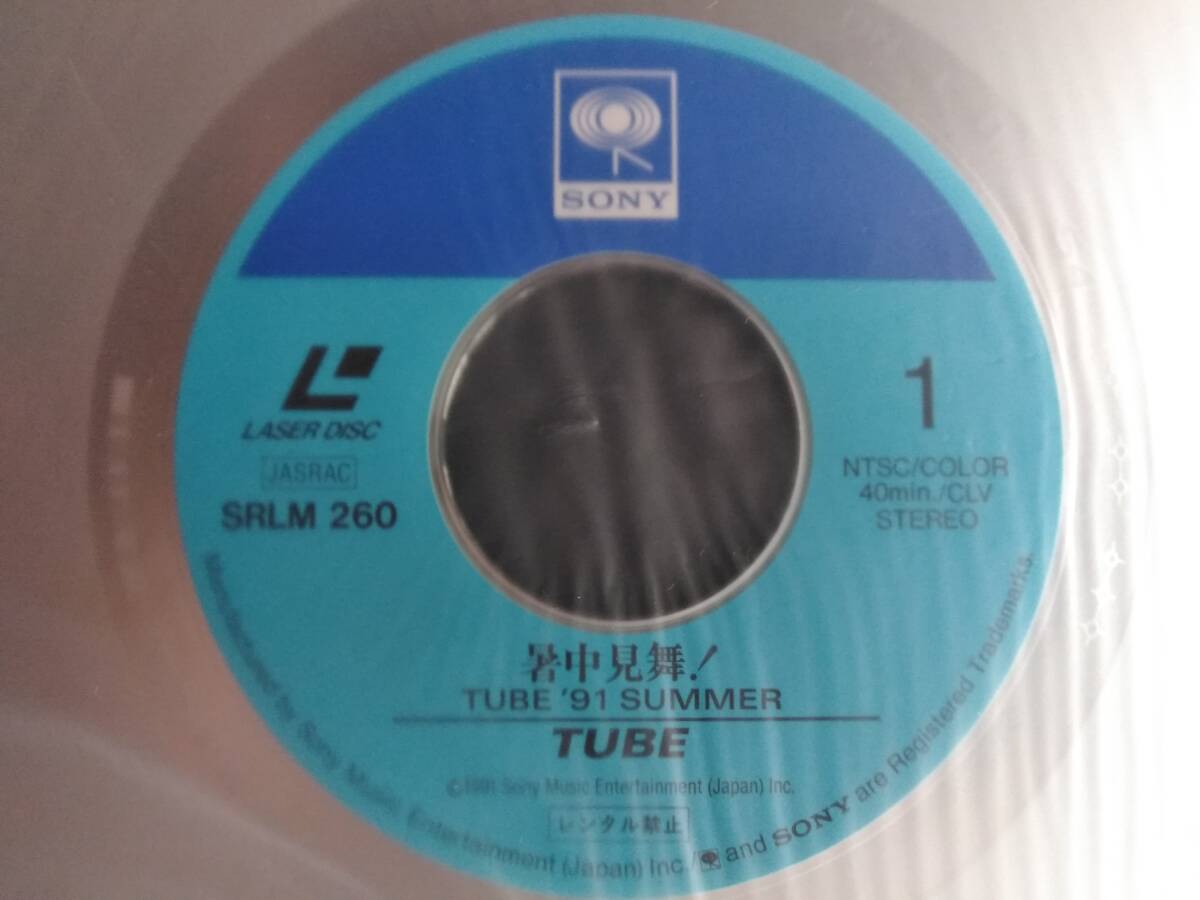 SONY
LASER DISC
JASRAC
SRLM 260
1
NTSC/COLOR
40min./CLV
STEREO
暑中見舞!
TUBE '91 SUMMER
TUBE
©1991 Sony Music Entertainment (Japan) Inc.
レンタル禁止
Manufactured by Sony Music Entertainment (Japan) Inc./ and SONY are Registered Trademarks.